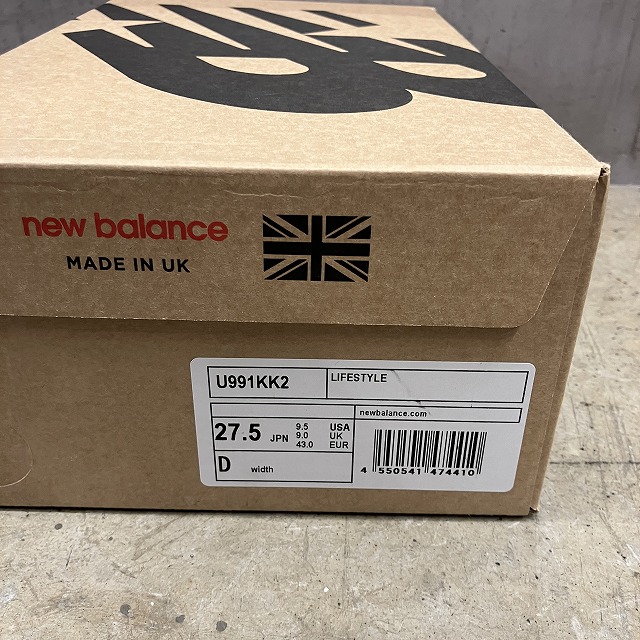 new balance
MADE IN UK
U991KK2
LIFESTYLE
newbalance.com
27.5 JPN
9.5 USA
9.0 UK
43.0 EUR
D width
4 550541 474410